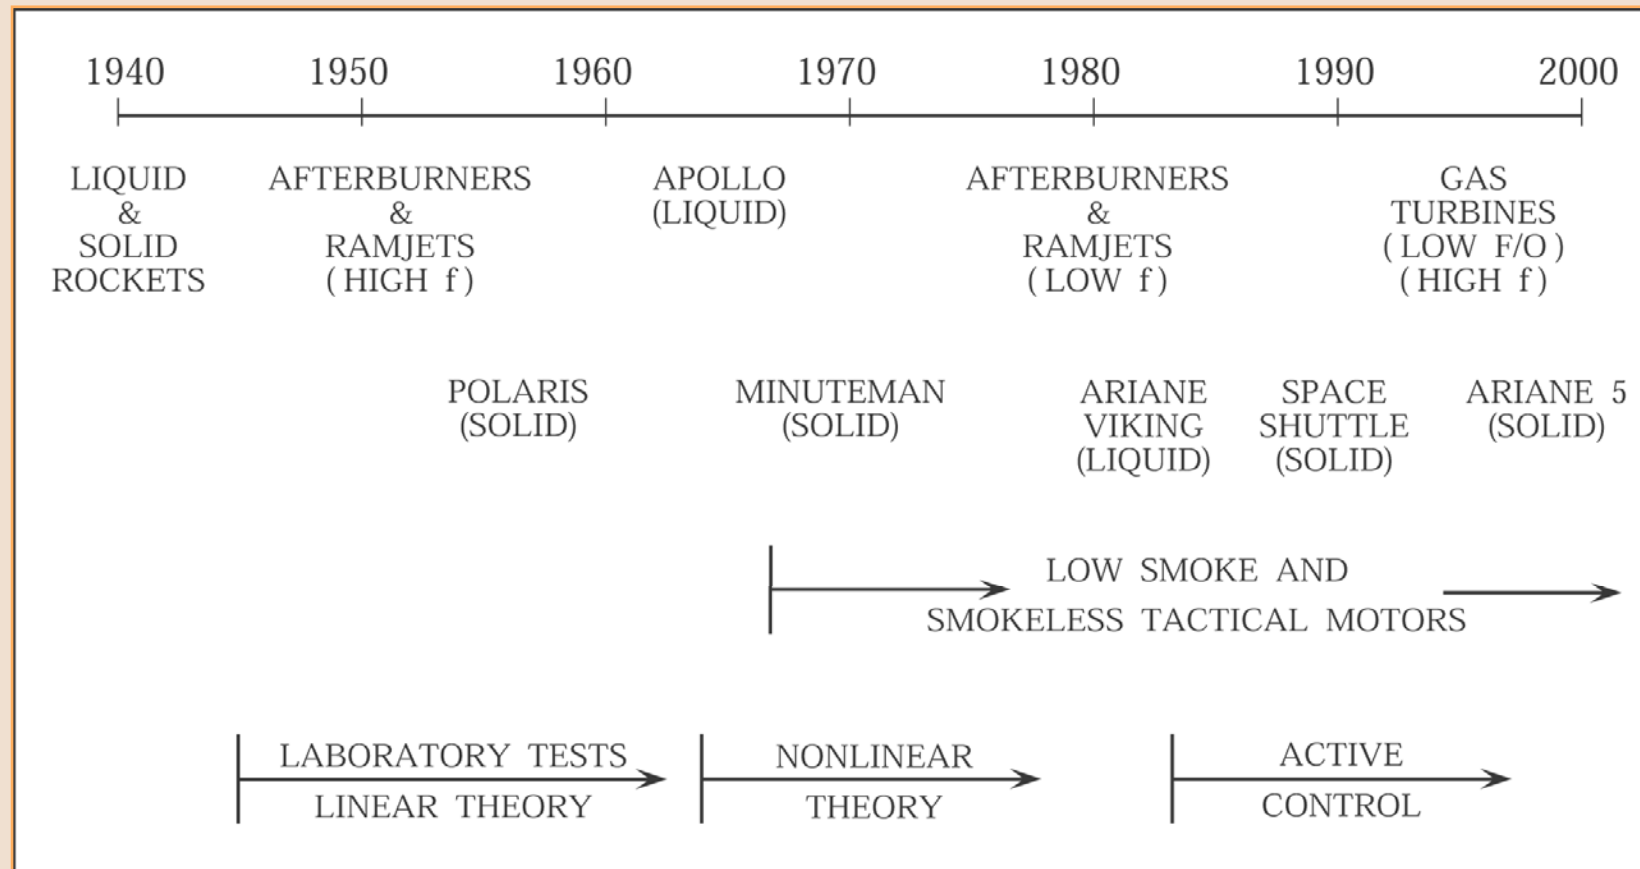 1940 1950 1960 1970 1980 1990 2000
LIQUID
&
SOLID
ROCKETS
AFTERBURNERS
&
RAMJETS
( HIGH f )
APOLLO
(LIQUID)
AFTERBURNERS
&
RAMJETS
( LOW f )
GAS
TURBINES
( LOW F/O )
( HIGH f )
POLARIS
(SOLID)
MINUTEMAN
(SOLID)
ARIANE
VIKING
(LIQUID)
SPACE
SHUTTLE
(SOLID)
ARIANE 5
(SOLID)
LOW SMOKE AND
SMOKELESS TACTICAL MOTORS
LABORATORY TESTS
LINEAR THEORY
NONLINEAR
THEORY
ACTIVE
CONTROL